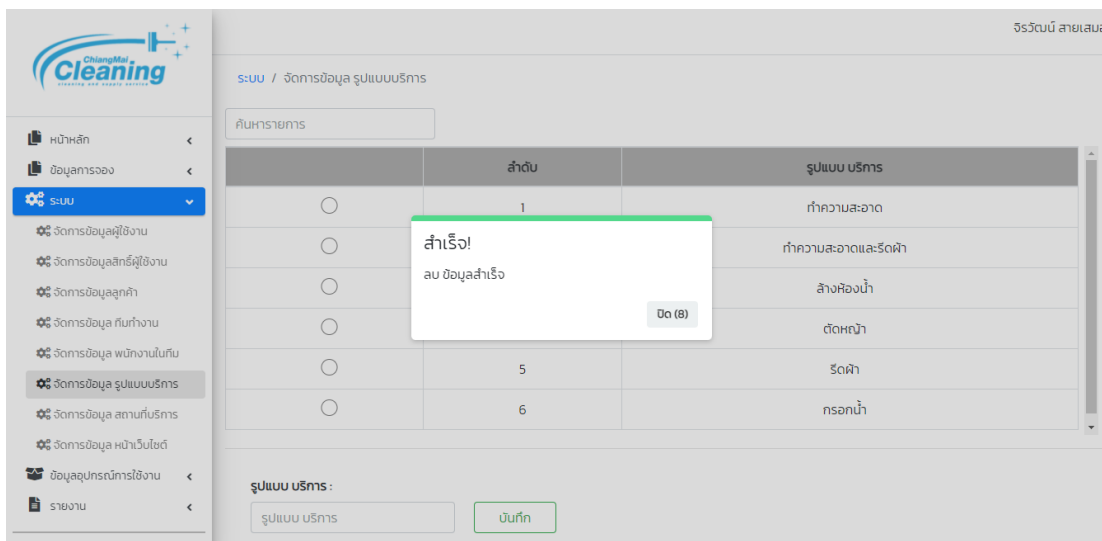 จิรวัฒน์ สายเสมอ
ChiangMai
Cleaning
cleaning and supply service
ระบบ / จัดการข้อมูล รูปแบบบริการ
ค้นหารายการ
หน้าหลัก
ข้อมูลการจอง
ระบบ
จัดการข้อมูลผู้ใช้งาน
จัดการข้อมูลสิทธิ์ผู้ใช้งาน
จัดการข้อมูลลูกค้า
จัดการข้อมูล ทีมทำงาน
จัดการข้อมูล พนักงานในทีม
จัดการข้อมูล รูปแบบบริการ
จัดการข้อมูล สถานที่บริการ
จัดการข้อมูล หน้าเว็บไซต์
ข้อมูลอุปกรณ์การใช้งาน
รายงาน
ลำดับ รูปแบบ บริการ
1 ทำความสะอาด
ทำความสะอาดและรีดผ้า
ล้างห้องน้ำ
ตัดหญ้า
5 รีดผ้า
6 กรอกน้ำ
สำเร็จ!
ลบ ข้อมูลสำเร็จ
ปิด (8)
รูปแบบ บริการ :
รูปแบบ บริการ
บันทึก